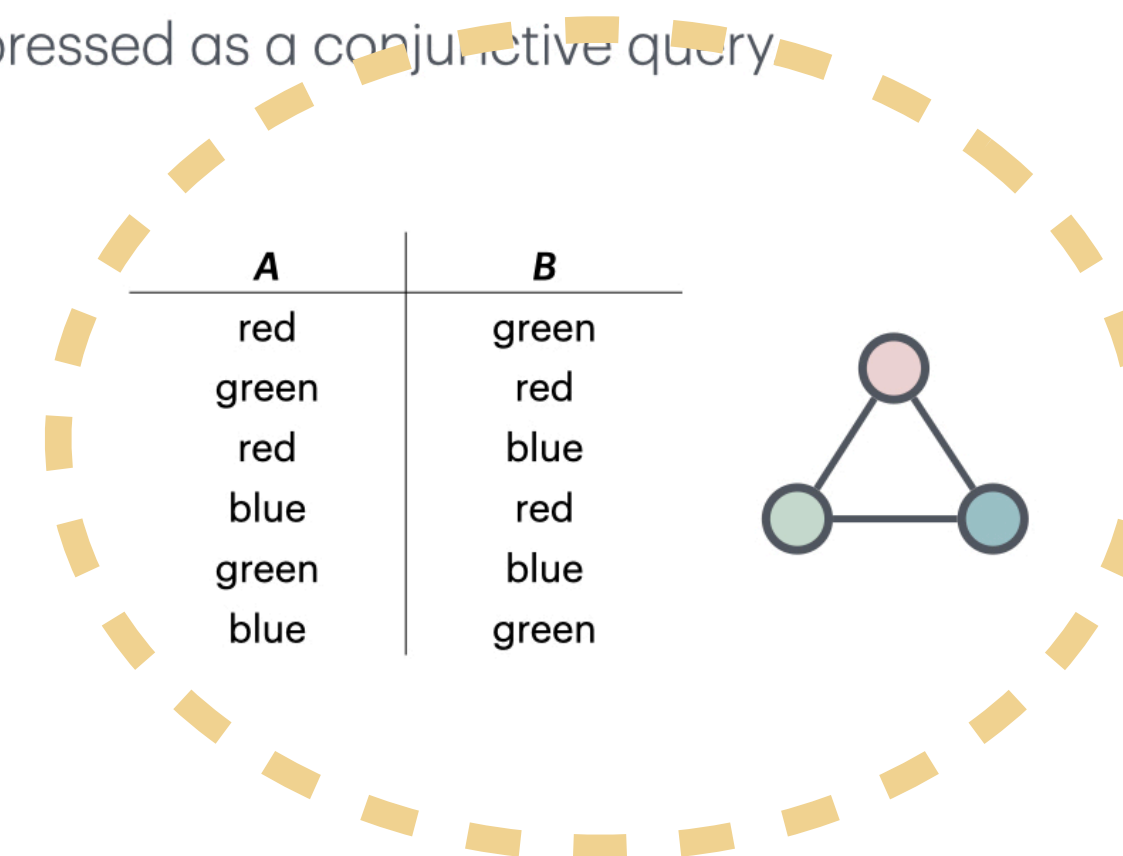 pressed as a conjunctive query
A B
red green
green red
red blue
blue red
green blue
blue green